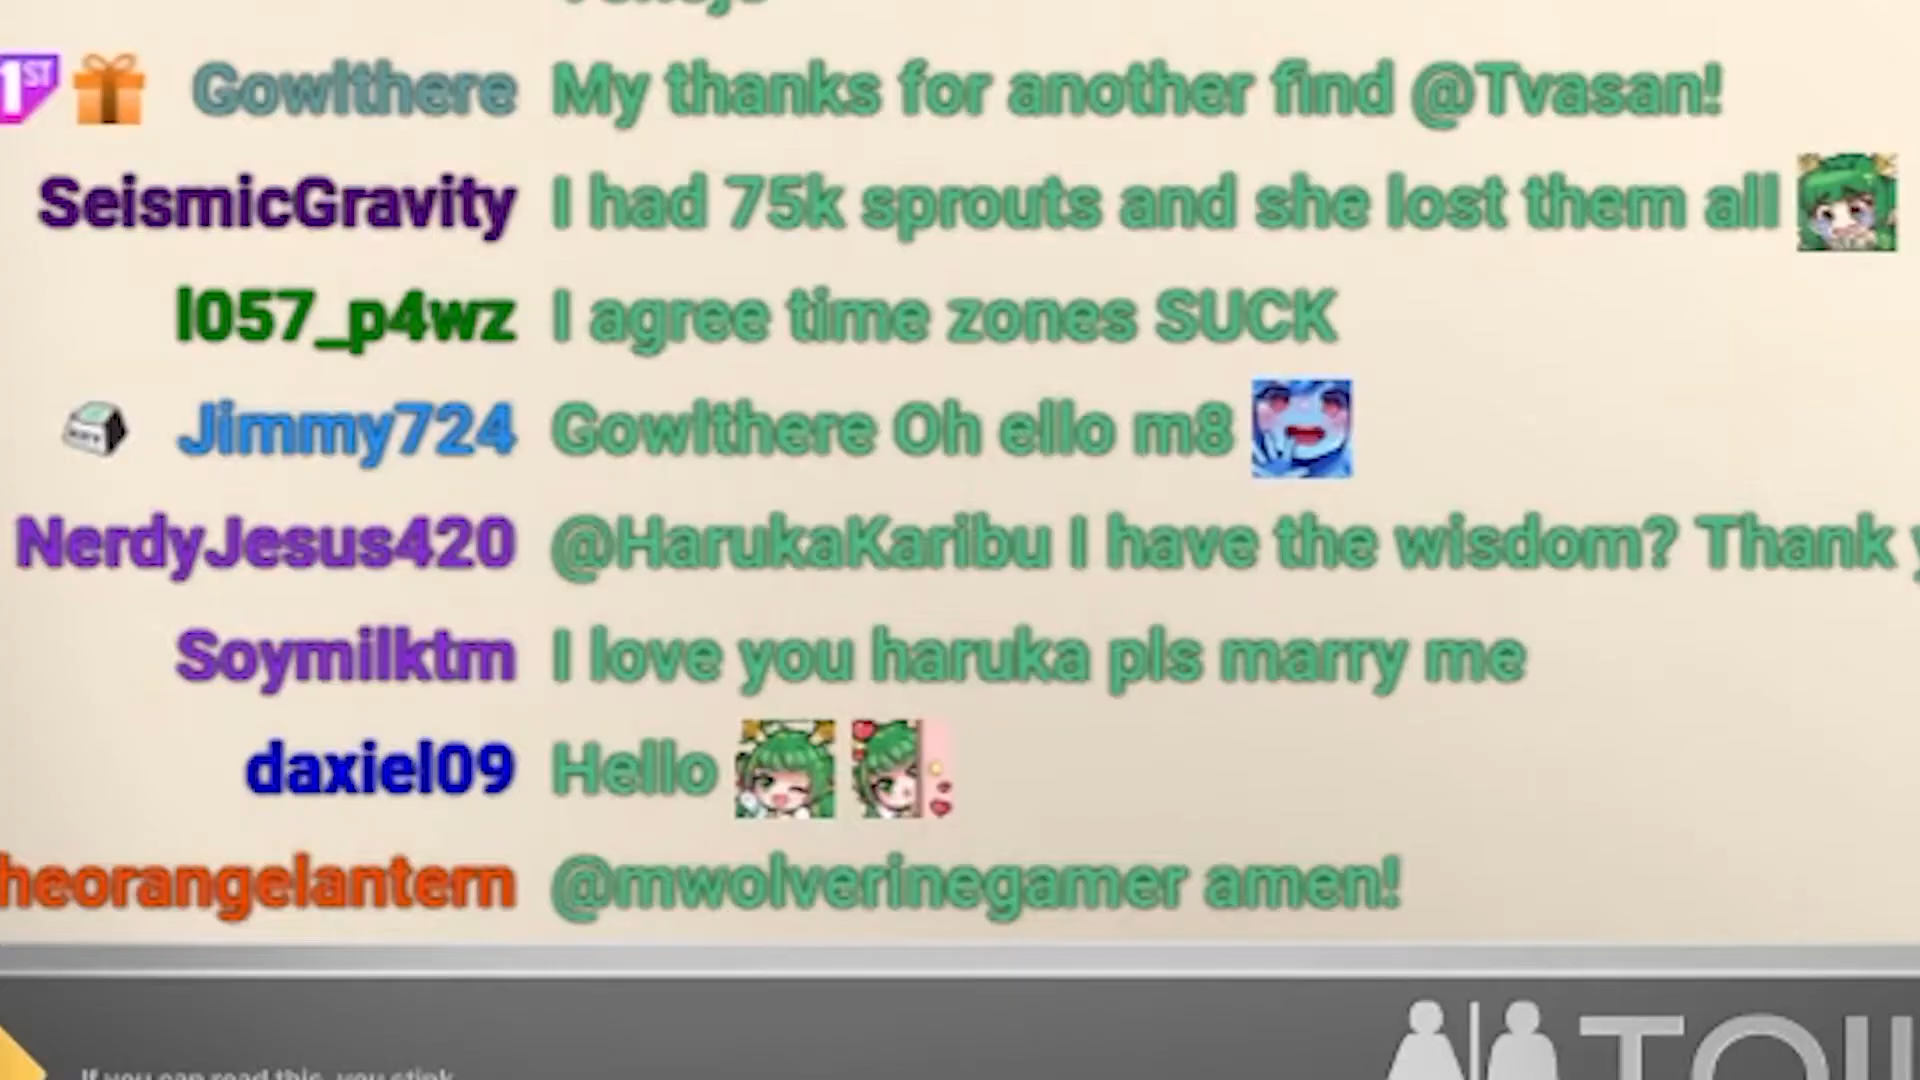 1ST Gowlthere My thanks for another find @Tvasan!
SeismicGravity I had 75k sprouts and she lost them all
l057_p4wz I agree time zones SUCK
Jimmy724 Gowlthere Oh ello m8
NerdyJesus420 @HarukaKaribu I have the wisdom? Thank y
Soymilktm I love you haruka pls marry me
daxiel09 Hello
heorangelantern @mwolverinegamer amen!
If you can read this, you stink
TOII